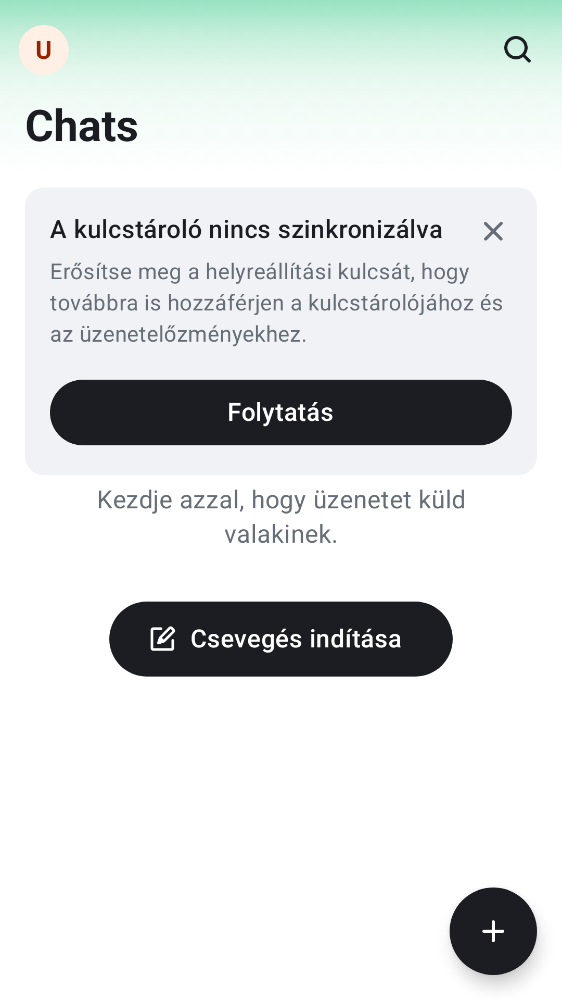 U
Chats
A kulcstároló nincs szinkronizálva
Erősítse meg a helyreállítási kulcsát, hogy
továbbra is hozzáférjen a kulcstárolójához és
az üzenetelőzményekhez.
Folytatás
Kezdje azzal, hogy üzenetet küld
valakinek.
Csevegés indítása